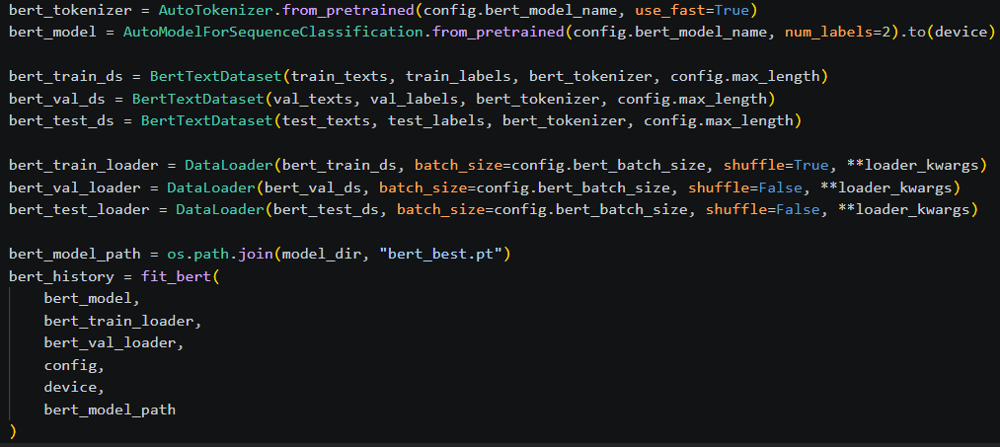 bert_tokenizer = AutoTokenizer.from_pretrained(config.bert_model_name, use_fast=True)
bert_model = AutoModelForSequenceClassification.from_pretrained(config.bert_model_name, num_labels=2).to(device)

bert_train_ds = BertTextDataset(train_texts, train_labels, bert_tokenizer, config.max_length)
bert_val_ds = BertTextDataset(val_texts, val_labels, bert_tokenizer, config.max_length)
bert_test_ds = BertTextDataset(test_texts, test_labels, bert_tokenizer, config.max_length)

bert_train_loader = DataLoader(bert_train_ds, batch_size=config.bert_batch_size, shuffle=True, **loader_kwargs)
bert_val_loader = DataLoader(bert_val_ds, batch_size=config.bert_batch_size, shuffle=False, **loader_kwargs)
bert_test_loader = DataLoader(bert_test_ds, batch_size=config.bert_batch_size, shuffle=False, **loader_kwargs)

bert_model_path = os.path.join(model_dir, "bert_best.pt")
bert_history = fit_bert(
    bert_model,
    bert_train_loader,
    bert_val_loader,
    config,
    device,
    bert_model_path
)